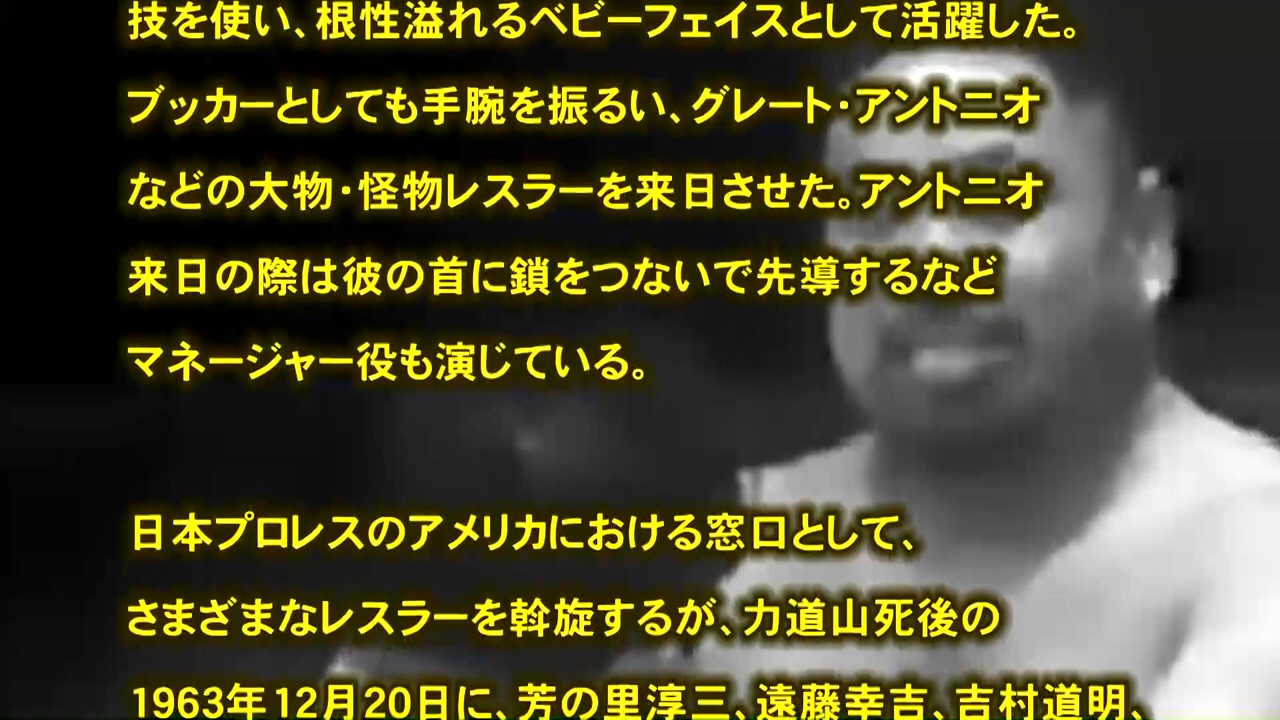 技を使い、根性溢れるベビーフェイスとして活躍した。
ブッカーとしても手腕を振るい、グレート・アントニオ
などの大物・怪物レスラーを来日させた。アントニオ
来日の際は彼の首に鎖をつないで先導するなど
マネージャー役も演じている。
日本プロレスのアメリカにおける窓口として、
さまざまなレスラーを斡旋するが、力道山死後の
1963年12月20日に、芳の里淳三、遠藤幸吉、吉村道明、